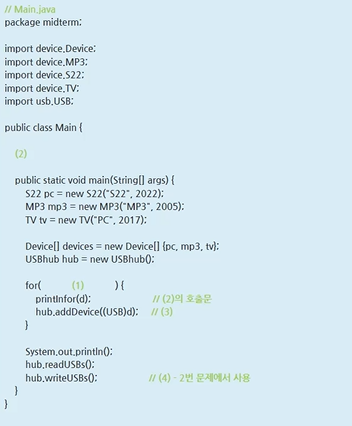 // Main.java
package midterm;

import device.Device;
import device.MP3;
import device.S22;
import device.TV;
import usb.USB;

public class Main {

    (2)

    public static void main(String[] args) {
        S22 pc = new S22("S22", 2022);
        MP3 mp3 = new MP3("MP3", 2005);
        TV tv = new TV("PC", 2017);

        Device[] devices = new Device[] {pc, mp3, tv};
        USBhub hub = new USBhub();

        for( (1) ) {
            printInfor(d); // (2)의 호출문
            hub.addDevice((USB)d); // (3)
        }

        System.out.println();
        hub.readUSBs();
        hub.writeUSBs(); // (4) - 2번 문제에서 사용
    }
}